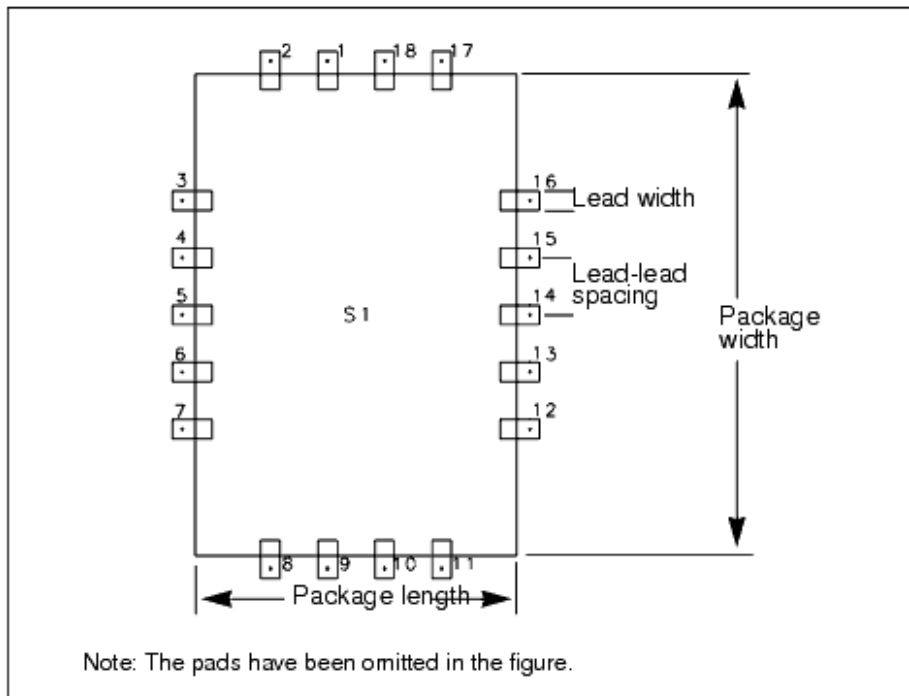 2 1 18 17
3 16 Lead width
4 15
Lead-lead
spacing
5 S1 14
Package
width
6 13
7 12
8 9 10 11
Package length
Note: The pads have been omitted in the figure.